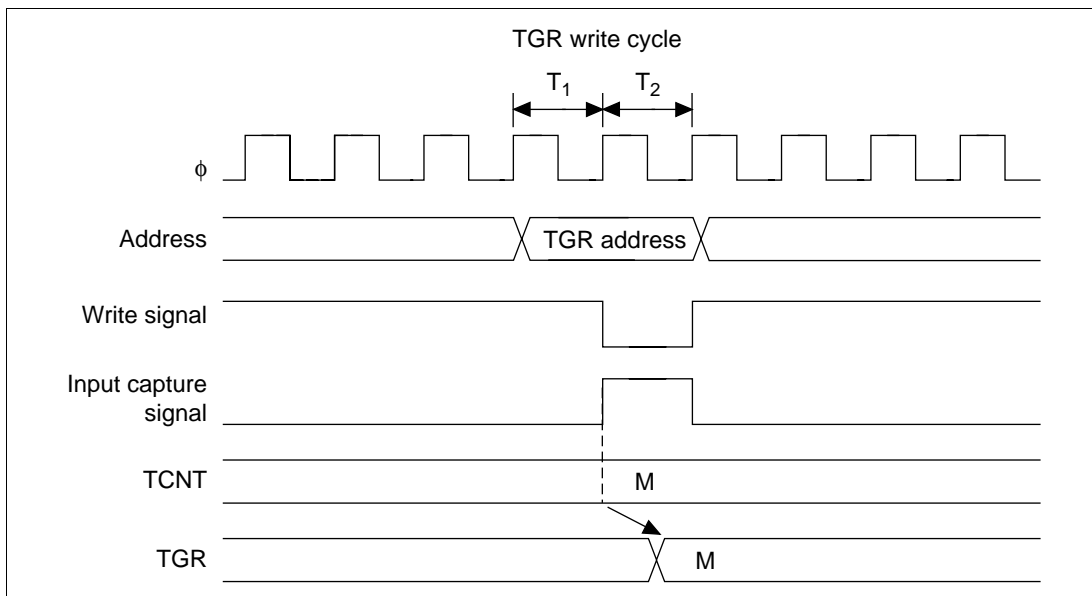 TGR write cycle
T1 T2
ϕ
Address
TGR address
Write signal
Input capture
signal
TCNT
M
TGR
M